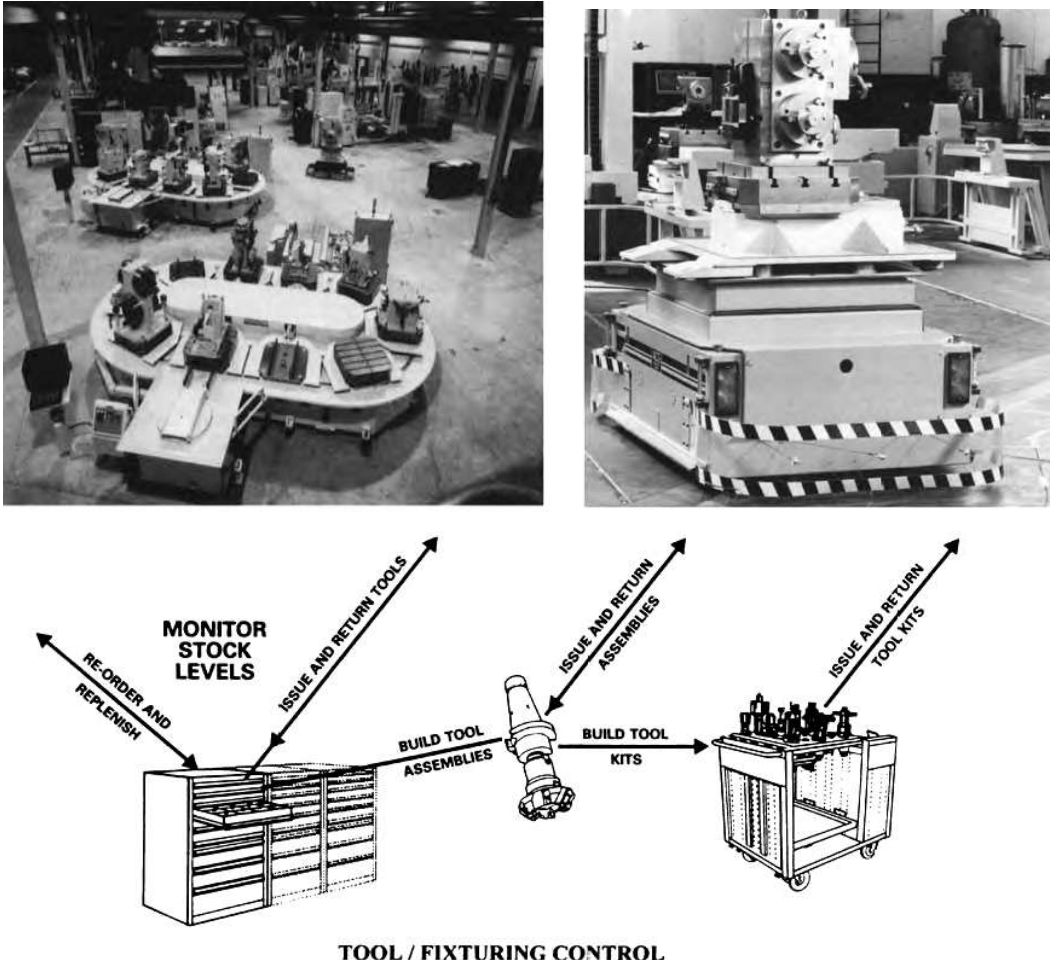 MONITOR
STOCK
LEVELS
RE-ORDER AND
REPLENISH
ISSUE AND RETURN TOOLS
BUILD TOOL
ASSEMBLIES
ISSUE AND RETURN
ASSEMBLIES
BUILD TOOL
KITS
ISSUE AND RETURN
TOOL KITS
TOOL / FIXTURING CONTROL